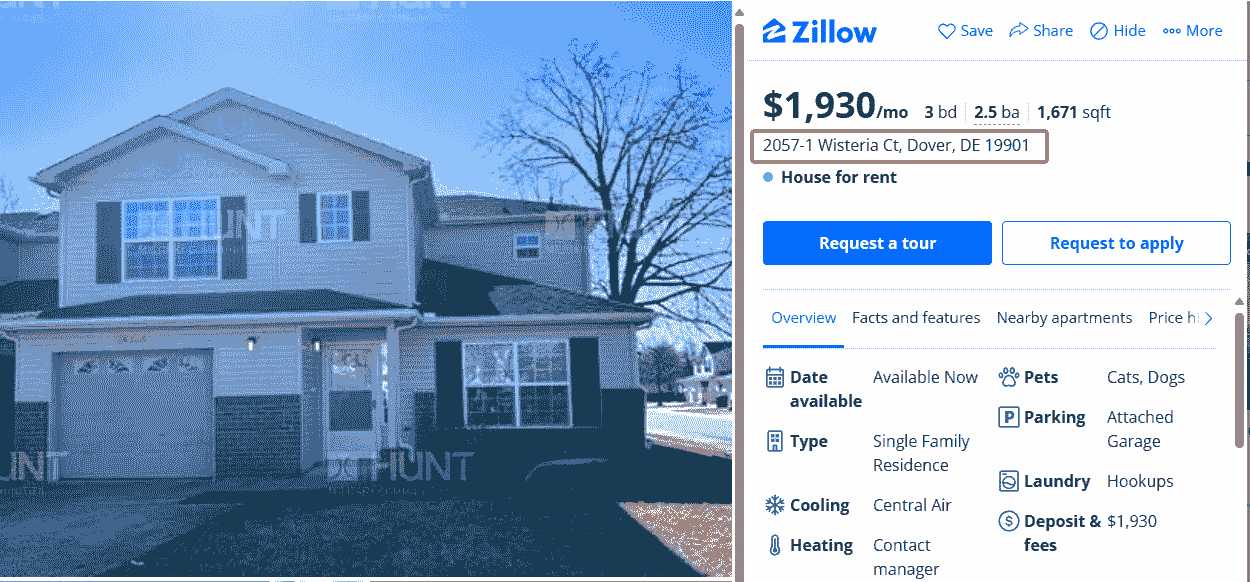 HUNT
HUNT
HUNT
HUNT
Zillow
Save Share Hide More
$1,930/mo 3 bd 2.5 ba 1,671 sqft
2057-1 Wisteria Ct, Dover, DE 19901
House for rent
Request a tour Request to apply
Overview Facts and features Nearby apartments Price hi
Date available Available Now
Type Single Family
Residence
Cooling Central Air
Heating Contact
manager
Pets Cats, Dogs
Parking Attached
Garage
Laundry Hookups
Deposit & $1,930
fees